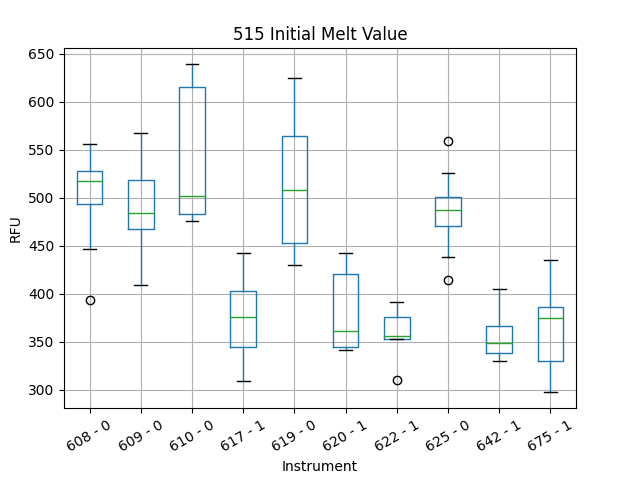 515 Initial Melt Value
650
600
550
500
450
400
350
300
RFU
608 - 0
609 - 0
610 - 0
617 - 1
619 - 0
620 - 1
622 - 1
625 - 0
642 - 1
675 - 1
Instrument